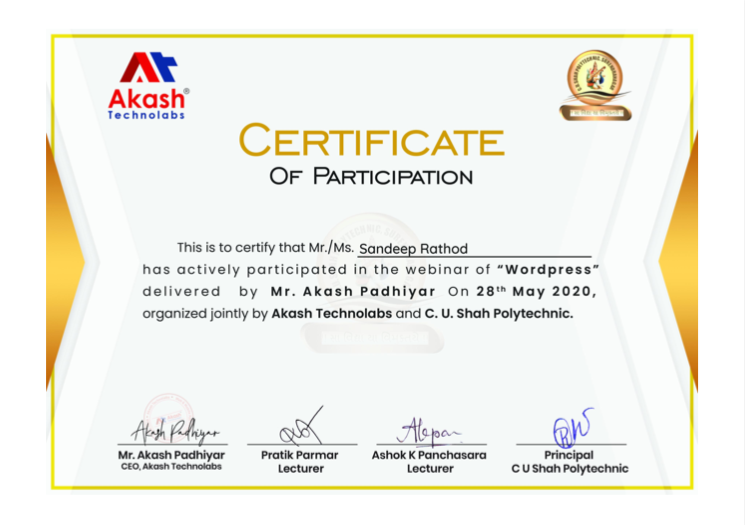 Akash®
Technolabs
CERTIFICATE
OF PARTICIPATION
This is to certify that Mr./Ms. Sandeep Rathod
has actively participated in the webinar of “Wordpress”
delivered by Mr. Akash Padhiyar On 28th May 2020,
organized jointly by Akash Technolabs and C. U. Shah Polytechnic.
Akash Padhiyar
Mr. Akash Padhiyar
CEO, Akash Technolabs
Pratik Parmar
Lecturer
Ashok K Panchasara
Lecturer
Principal
C U Shah Polytechnic